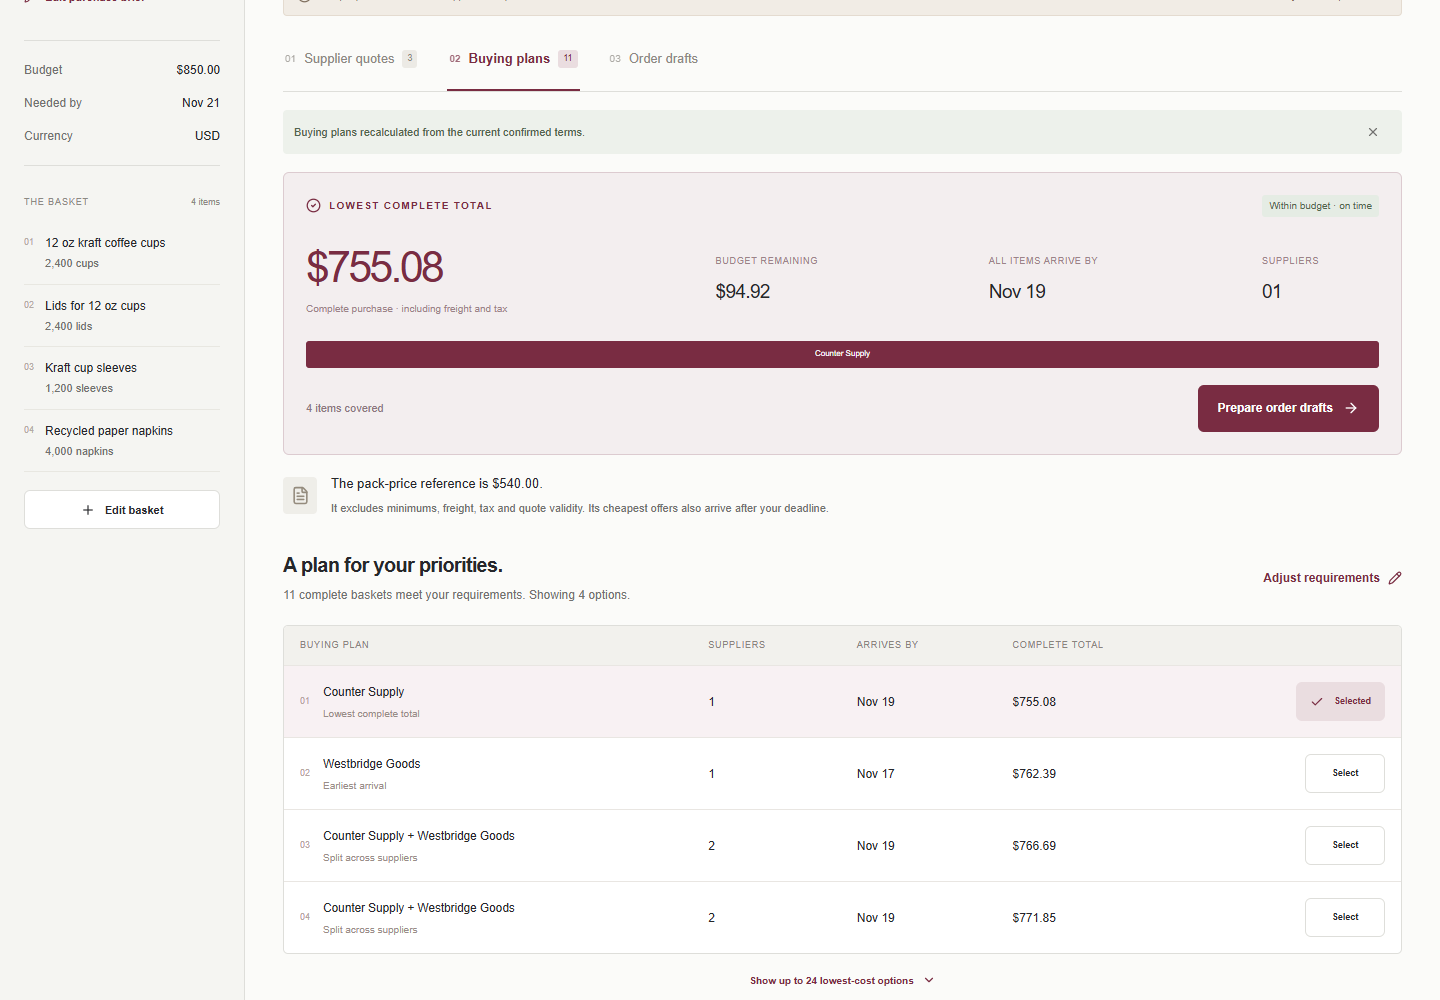 Budget $850.00
Needed by Nov 21
Currency USD
THE BASKET 4 items
01 12 oz kraft coffee cups
2,400 cups
02 Lids for 12 oz cups
2,400 lids
03 Kraft cup sleeves
1,200 sleeves
04 Recycled paper napkins
4,000 napkins
Edit basket
01 Supplier quotes 3 02 Buying plans 11 03 Order drafts
Buying plans recalculated from the current confirmed terms.
LOWEST COMPLETE TOTAL Within budget · on time
$755.08
Complete purchase · including freight and tax
BUDGET REMAINING
$94.92
ALL ITEMS ARRIVE BY
Nov 19
SUPPLIERS
01
Counter Supply
4 items covered Prepare order drafts
The pack-price reference is $540.00.
It excludes minimums, freight, tax and quote validity. Its cheapest offers also arrive after your deadline.
A plan for your priorities.
11 complete baskets meet your requirements. Showing 4 options.
Adjust requirements
BUYING PLAN SUPPLIERS ARRIVES BY COMPLETE TOTAL
01 Counter Supply 1 Nov 19 $755.08 Selected
Lowest complete total
02 Westbridge Goods 1 Nov 17 $762.39 Select
Earliest arrival
03 Counter Supply + Westbridge Goods 2 Nov 19 $766.69 Select
Split across suppliers
04 Counter Supply + Westbridge Goods 2 Nov 19 $771.85 Select
Split across suppliers
Show up to 24 lowest-cost options